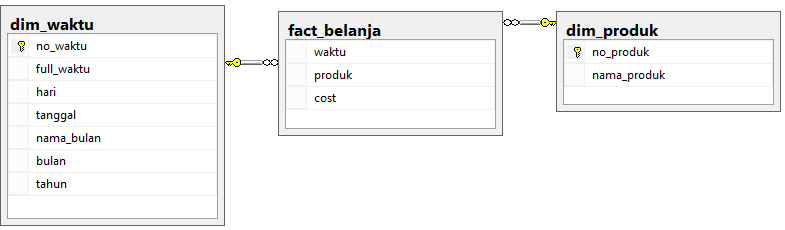 dim_waktu
no_waktu
full_waktu
hari
tanggal
nama_bulan
bulan
tahun
fact_belanja
waktu
produk
cost
dim_produk
no_produk
nama_produk